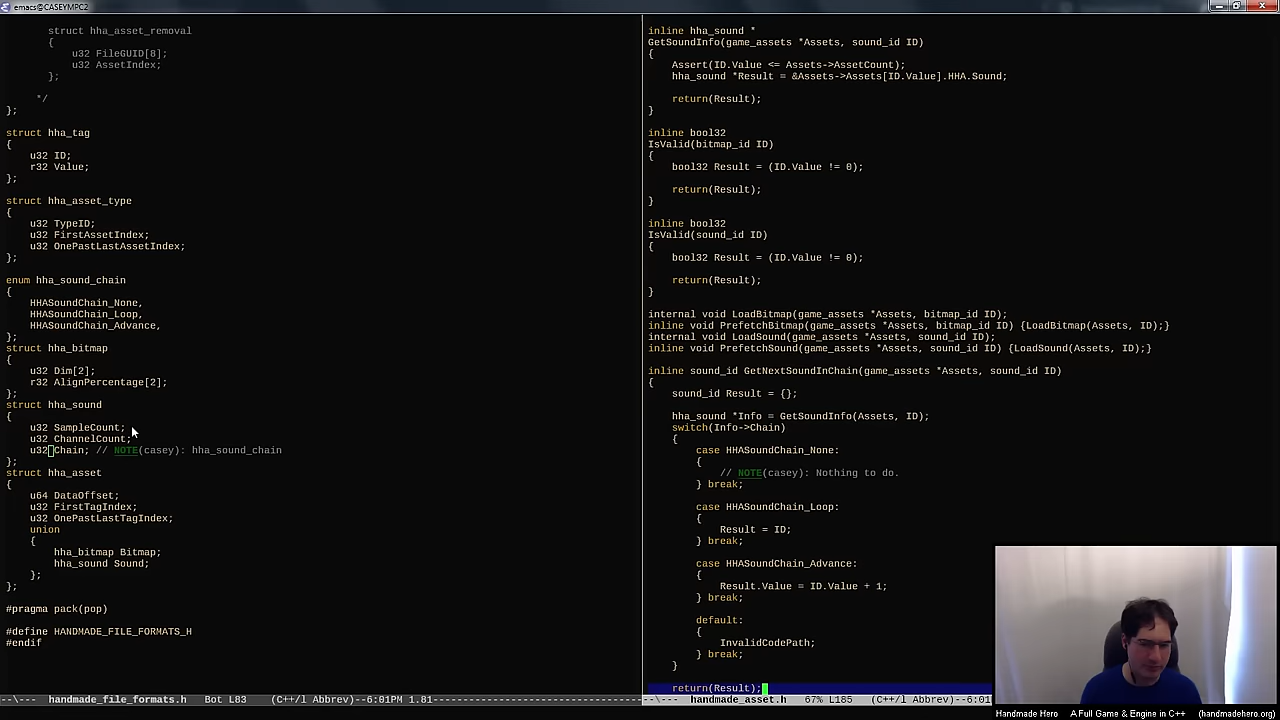 emacs@CASEYMPC2
struct hha_asset_removal
{
u32 FileGUID[8];
u32 AssetIndex;
};
*/
};
struct hha_tag
{
u32 ID;
r32 Value;
};
struct hha_asset_type
{
u32 TypeID;
u32 FirstAssetIndex;
u32 OnePastLastAssetIndex;
};
enum hha_sound_chain
{
HHASoundChain_None,
HHASoundChain_Loop,
HHASoundChain_Advance,
};
struct hha_bitmap
{
u32 Dim[2];
r32 AlignPercentage[2];
};
struct hha_sound
{
u32 SampleCount;
u32 ChannelCount;
u32 Chain; // NOTE(casey): hha_sound_chain
};
struct hha_asset
{
u64 DataOffset;
u32 FirstTagIndex;
u32 OnePastLastTagIndex;
union
{
hha_bitmap Bitmap;
hha_sound Sound;
};
};
#pragma pack(pop)
#define HANDMADE_FILE_FORMATS_H
#endif
-\--- handmade_file_formats.h Bot L83 (C++/l Abbrev)--6:01PM 1.81
inline hha_sound *
GetSoundInfo(game_assets *Assets, sound_id ID)
{
Assert(ID.Value <= Assets->AssetCount);
hha_sound *Result = &Assets->Assets[ID.Value].HHA.Sound;
return(Result);
}
inline bool32
IsValid(bitmap_id ID)
{
bool32 Result = (ID.Value != 0);
return(Result);
}
inline bool32
IsValid(sound_id ID)
{
bool32 Result = (ID.Value != 0);
return(Result);
}
internal void LoadBitmap(game_assets *Assets, bitmap_id ID);
inline void PrefetchBitmap(game_assets *Assets, bitmap_id ID) {LoadBitmap(Assets, ID);}
internal void LoadSound(game_assets *Assets, sound_id ID);
inline void PrefetchSound(game_assets *Assets, sound_id ID) {LoadSound(Assets, ID);}
inline sound_id GetNextSoundInChain(game_assets *Assets, sound_id ID)
{
sound_id Result = {};
hha_sound *Info = GetSoundInfo(Assets, ID);
switch(Info->Chain)
{
case HHASoundChain_None:
{
// NOTE(casey): Nothing to do.
} break;
case HHASoundChain_Loop:
{
Result = ID;
} break;
case HHASoundChain_Advance:
{
Result.Value = ID.Value + 1;
} break;
default:
{
InvalidCodePath;
} break;
}
return(Result);
-\--- handmade_asset.h 67% L185 (C++/l Abbrev)--6:01
Handmade Hero A Full Game & Engine in C++ (handmadehero.org)